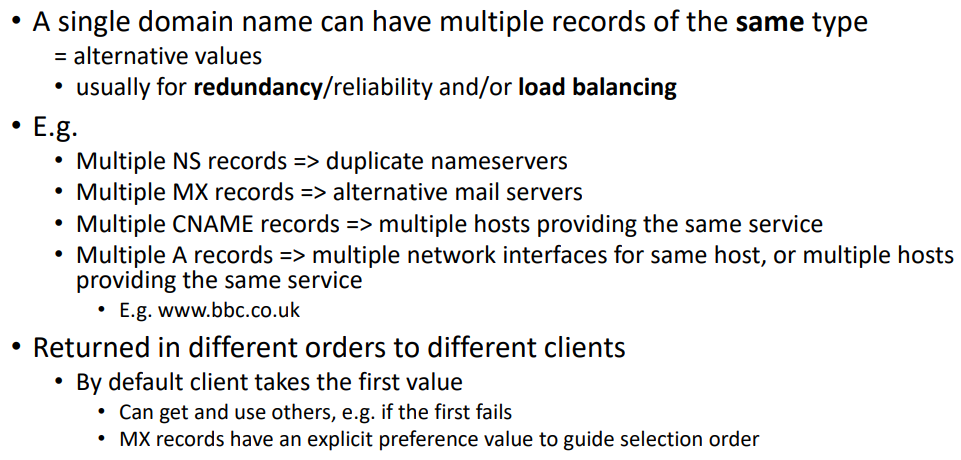 • A single domain name can have multiple records of the same type
= alternative values
• usually for redundancy/reliability and/or load balancing
• E.g.
• Multiple NS records => duplicate nameservers
• Multiple MX records => alternative mail servers
• Multiple CNAME records => multiple hosts providing the same service
• Multiple A records => multiple network interfaces for same host, or multiple hosts
providing the same service
• E.g. www.bbc.co.uk
• Returned in different orders to different clients
• By default client takes the first value
• Can get and use others, e.g. if the first fails
• MX records have an explicit preference value to guide selection order